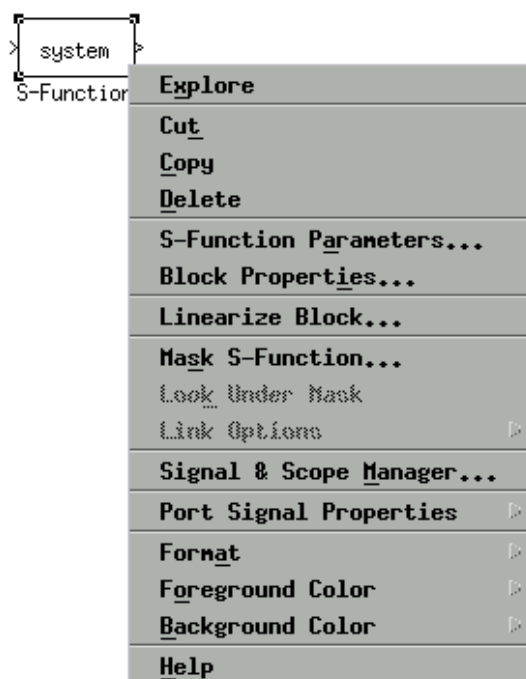 system
S-Function
Explore
Cut
Copy
Delete
S-Function Parameters...
Block Properties...
Linearize Block...
Mask S-Function...
Look Under Mask
Link Options
Signal & Scope Manager...
Port Signal Properties
Format
Foreground Color
Background Color
Help